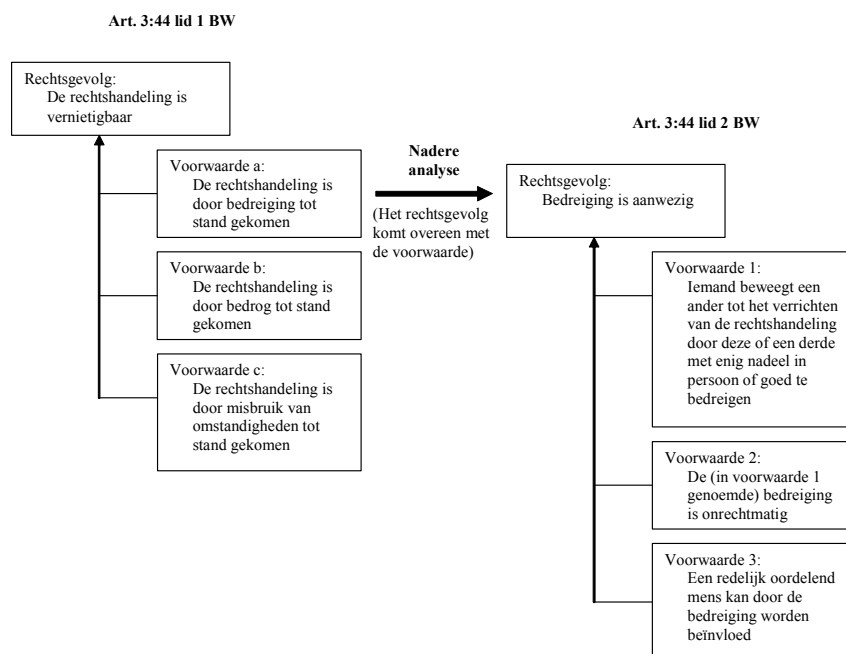 Art. 3:44 lid 1 BW
Rechtsgevolg:
De rechtshandeling is
vernietigbaar
Voorwaarde a:
De rechtshandeling is
door bedreiging tot
stand gekomen
Voorwaarde b:
De rechtshandeling is
door bedrog tot stand
gekomen
Voorwaarde c:
De rechtshandeling is
door misbruik van
omstandigheden tot
stand gekomen
Nadere
analyse
(Het rechtsgevolg
komt overeen met
de voorwaarde)
Art. 3:44 lid 2 BW
Rechtsgevolg:
Bedreiging is aanwezig
Voorwaarde 1:
Iemand beweegt een
ander tot het verrichten
van de rechtshandeling
door deze of een derde
met enig nadeel in
persoon of goed te
bedreigen
Voorwaarde 2:
De (in voorwaarde 1
genoemde) bedreiging
is onrechtmatig
Voorwaarde 3:
Een redelijk oordelend
mens kan door de
bedreiging worden
beïnvloed